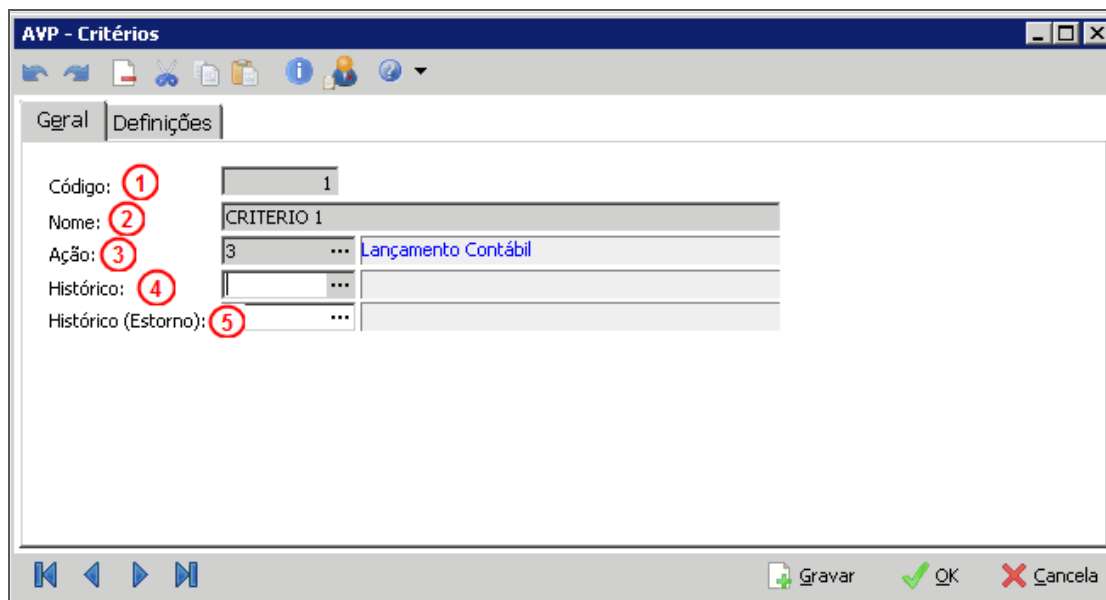 AVP - Critérios
Geral Definições
Código: 1 1
Nome: 2 CRITERIO 1
Ação: 3 3 ... Lançamento Contábil
Histórico: 4 ...
Histórico (Estorno): 5 ...
Gravar OK Cancela